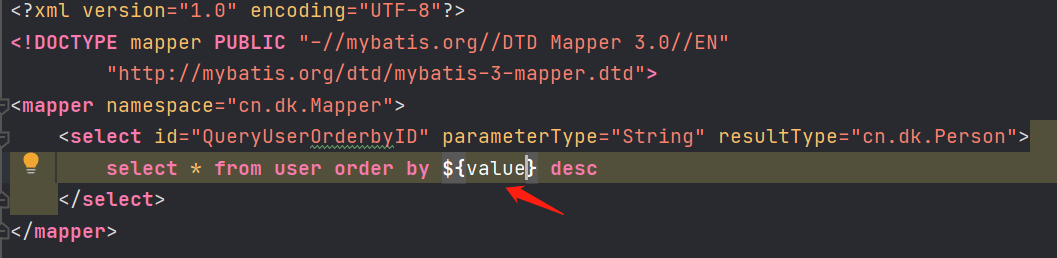 <?xml version="1.0" encoding="UTF-8"?>
<!DOCTYPE mapper PUBLIC "-//mybatis.org//DTD Mapper 3.0//EN"
"http://mybatis.org/dtd/mybatis-3-mapper.dtd">
<mapper namespace="cn.dk.Mapper">
<select id="QueryUserOrderbyID" parameterType="String" resultType="cn.dk.Person">
select * from user order by ${value} desc
</select>
</mapper>